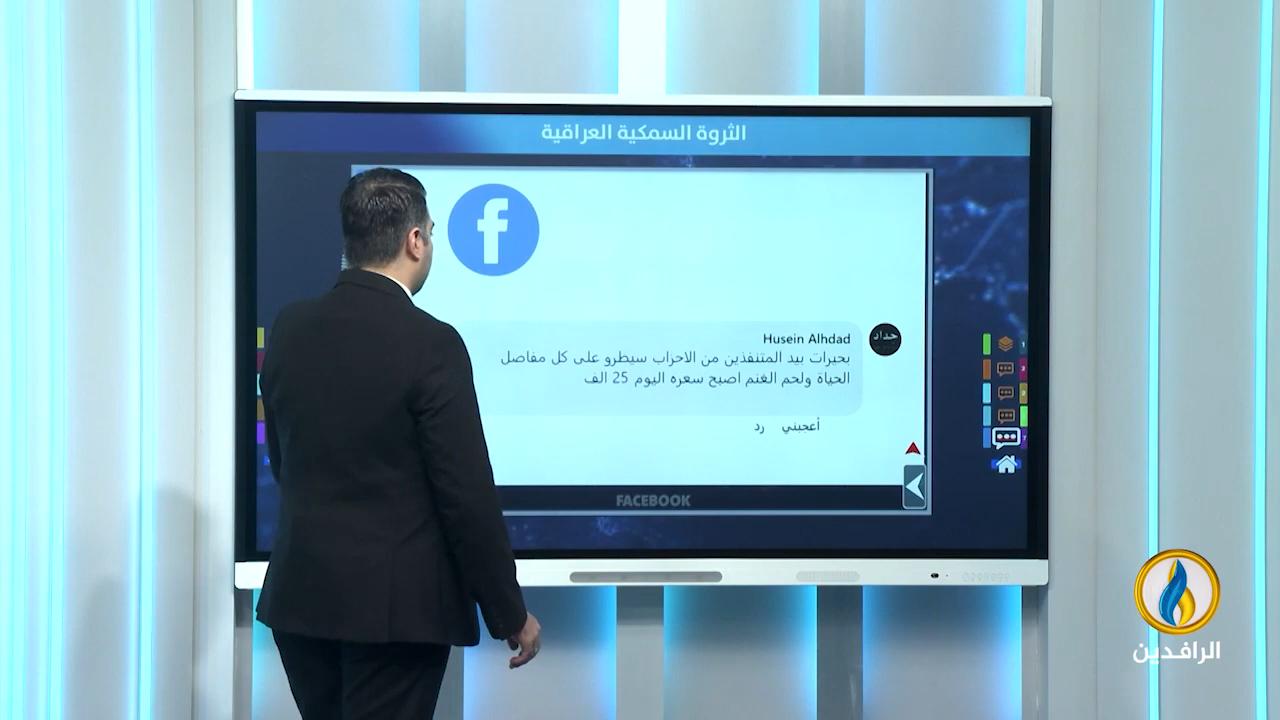 الثروة السمكية العراقية
f
حداد
Husein Alhdad
بحيرات بيد المتنفذين من الاحزاب سيطرو على كل مفاصل
الحياة ولحم الغنم اصبح سعره اليوم 25 الف
أعجبني رد
FACEBOOK
الرافدين